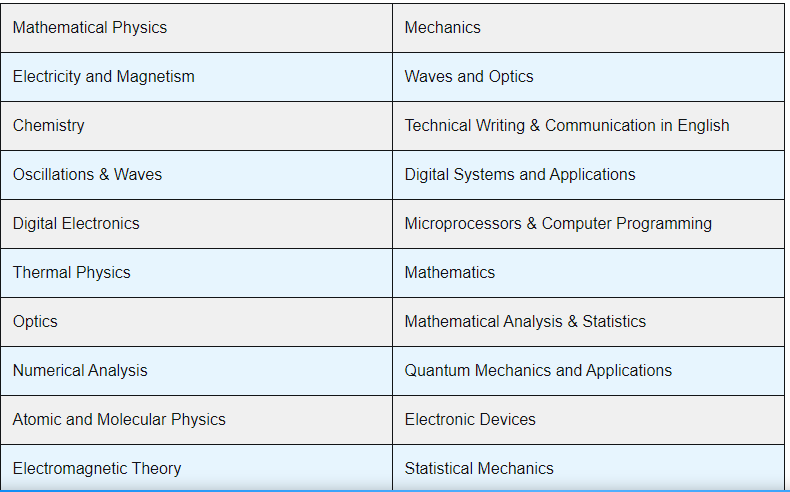 Mathematical Physics
Mechanics
Electricity and Magnetism
Waves and Optics
Chemistry
Technical Writing & Communication in English
Oscillations & Waves
Digital Systems and Applications
Digital Electronics
Microprocessors & Computer Programming
Thermal Physics
Mathematics
Optics
Mathematical Analysis & Statistics
Numerical Analysis
Quantum Mechanics and Applications
Atomic and Molecular Physics
Electronic Devices
Electromagnetic Theory
Statistical Mechanics